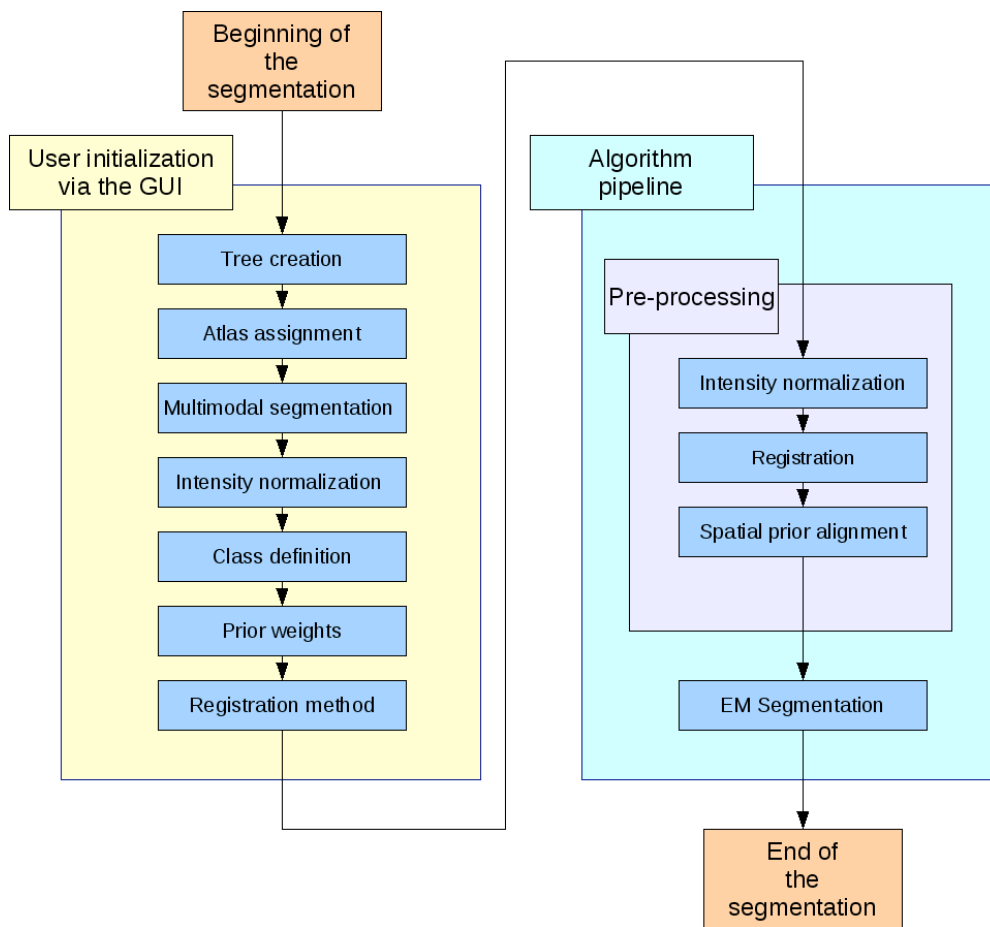 Beginning of
the
segmentation
User initialization
via the GUI
Tree creation
Atlas assignment
Multimodal segmentation
Intensity normalization
Class definition
Prior weights
Registration method
Algorithm
pipeline
Pre-processing
Intensity normalization
Registration
Spatial prior alignment
EM Segmentation
End of
the
segmentation